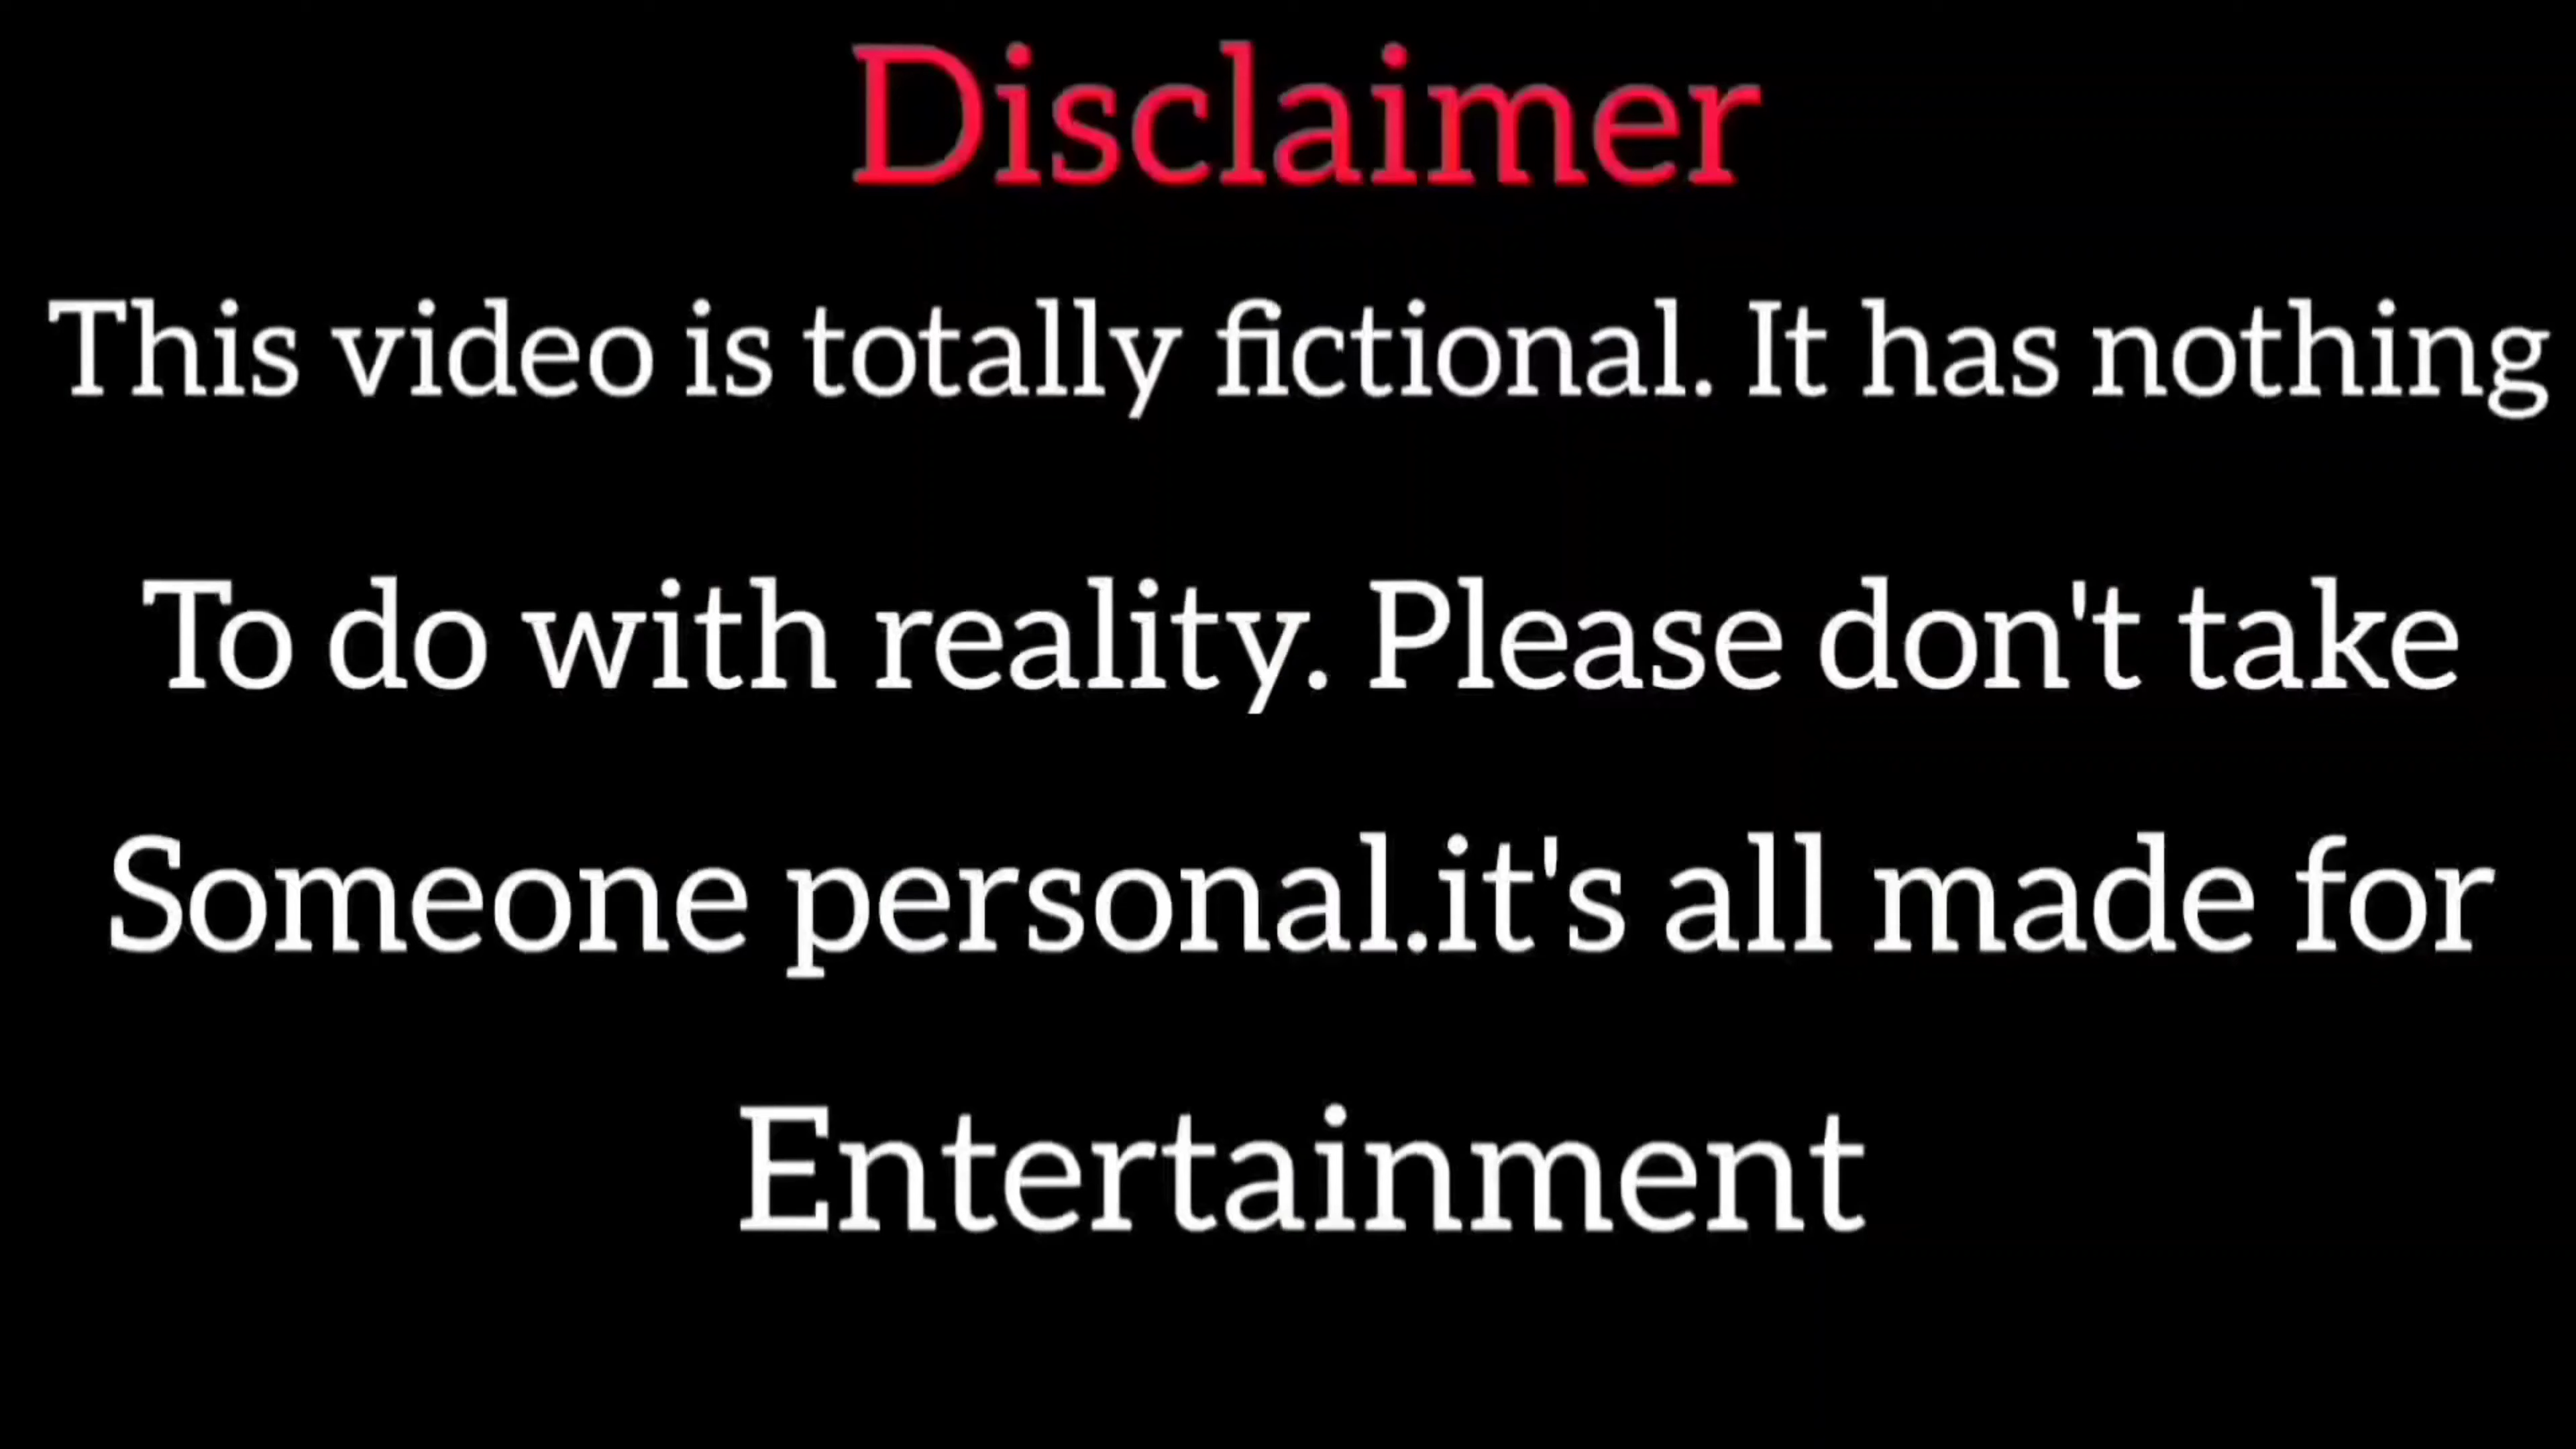 Disclaimer
This video is totally fictional. It has nothing
To do with reality. Please don't take
Someone personal.it's all made for
Entertainment